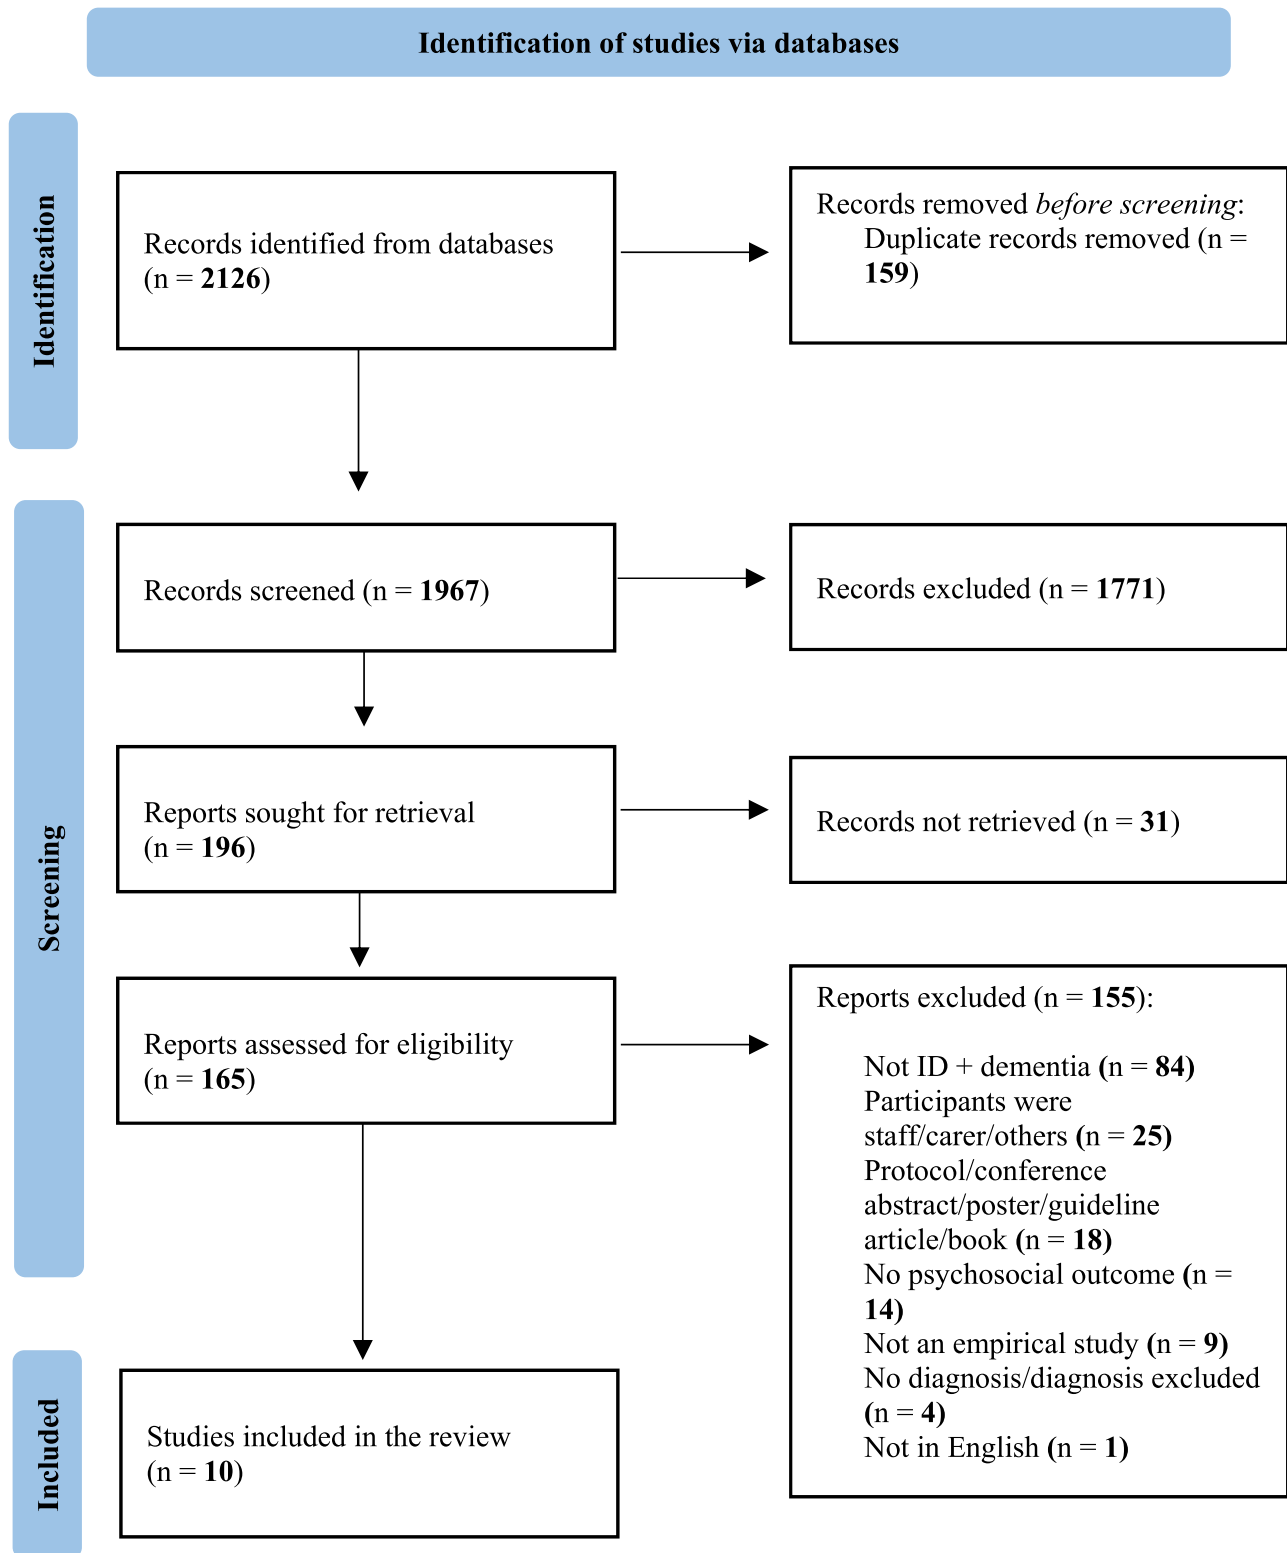 Identification of studies via databases
Identification
Records identified from databases
(n = 2126)
Records removed before screening:
Duplicate records removed (n =
159)
Screening
Records screened (n = 1967)
Records excluded (n = 1771)
Reports sought for retrieval
(n = 196)
Records not retrieved (n = 31)
Reports assessed for eligibility
(n = 165)
Reports excluded (n = 155):
Not ID + dementia (n = 84)
Participants were
staff/carer/others (n = 25)
Protocol/conference
abstract/poster/guideline
article/book (n = 18)
No psychosocial outcome (n =
14)
Not an empirical study (n = 9)
No diagnosis/diagnosis excluded
(n = 4)
Not in English (n = 1)
Included
Studies included in the review
(n = 10)